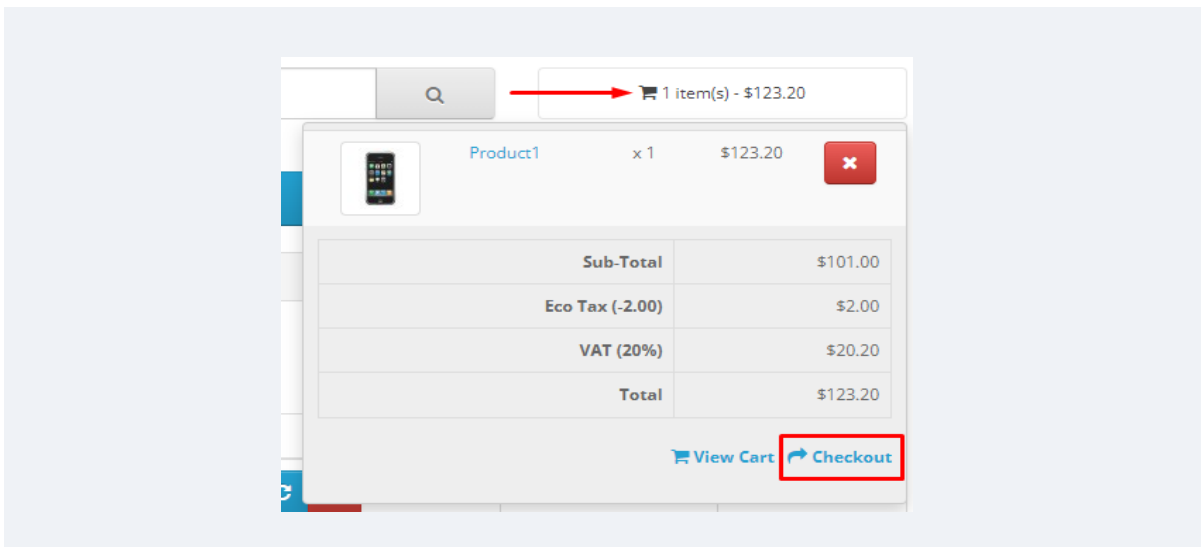 1 item(s) - $123.20
Product1 x 1 $123.20
Sub-Total $101.00
Eco Tax (-2.00) $2.00
VAT (20%) $20.20
Total $123.20
View Cart Checkout